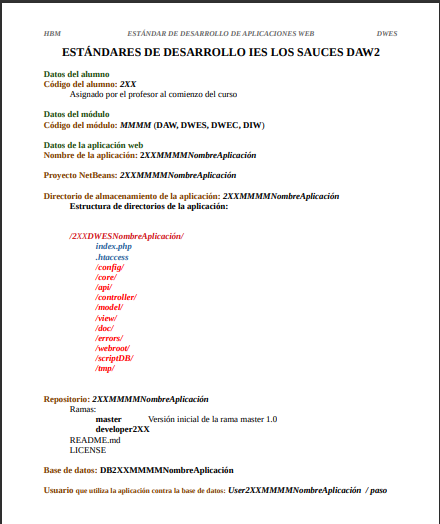 HBM ESTÁNDAR DE DESARROLLO DE APLICACIONES WEB DWES
ESTÁNDARES DE DESARROLLO IES LOS SAUCES DAW2
Datos del alumno
Código del alumno: 2XX
Asignado por el profesor al comienzo del curso
Datos del módulo
Código del módulo: MMMM (DAW, DWES, DWEC, DIW)
Datos de la aplicación web
Nombre de la aplicación: 2XXMMMMNombreAplicación
Proyecto NetBeans: 2XXMMMMNombreAplicación
Directorio de almacenamiento de la aplicación: 2XXMMMMNombreAplicación
Estructura de directorios de la aplicación:
/2XXDWESNombreAplicación/
index.php
.htaccess
/config/
/core/
/api/
/controller/
/model/
/view/
/doc/
/errors/
/webroot/
/scriptDB/
/tmp/
Repositorio: 2XXMMMMNombreAplicación
Ramas:
master Versión inicial de la rama master 1.0
developer2XX
README.md
LICENSE
Base de datos: DB2XXMMMMNombreAplicación
Usuario que utiliza la aplicación contra la base de datos: User2XXMMMMNombreAplicación / paso